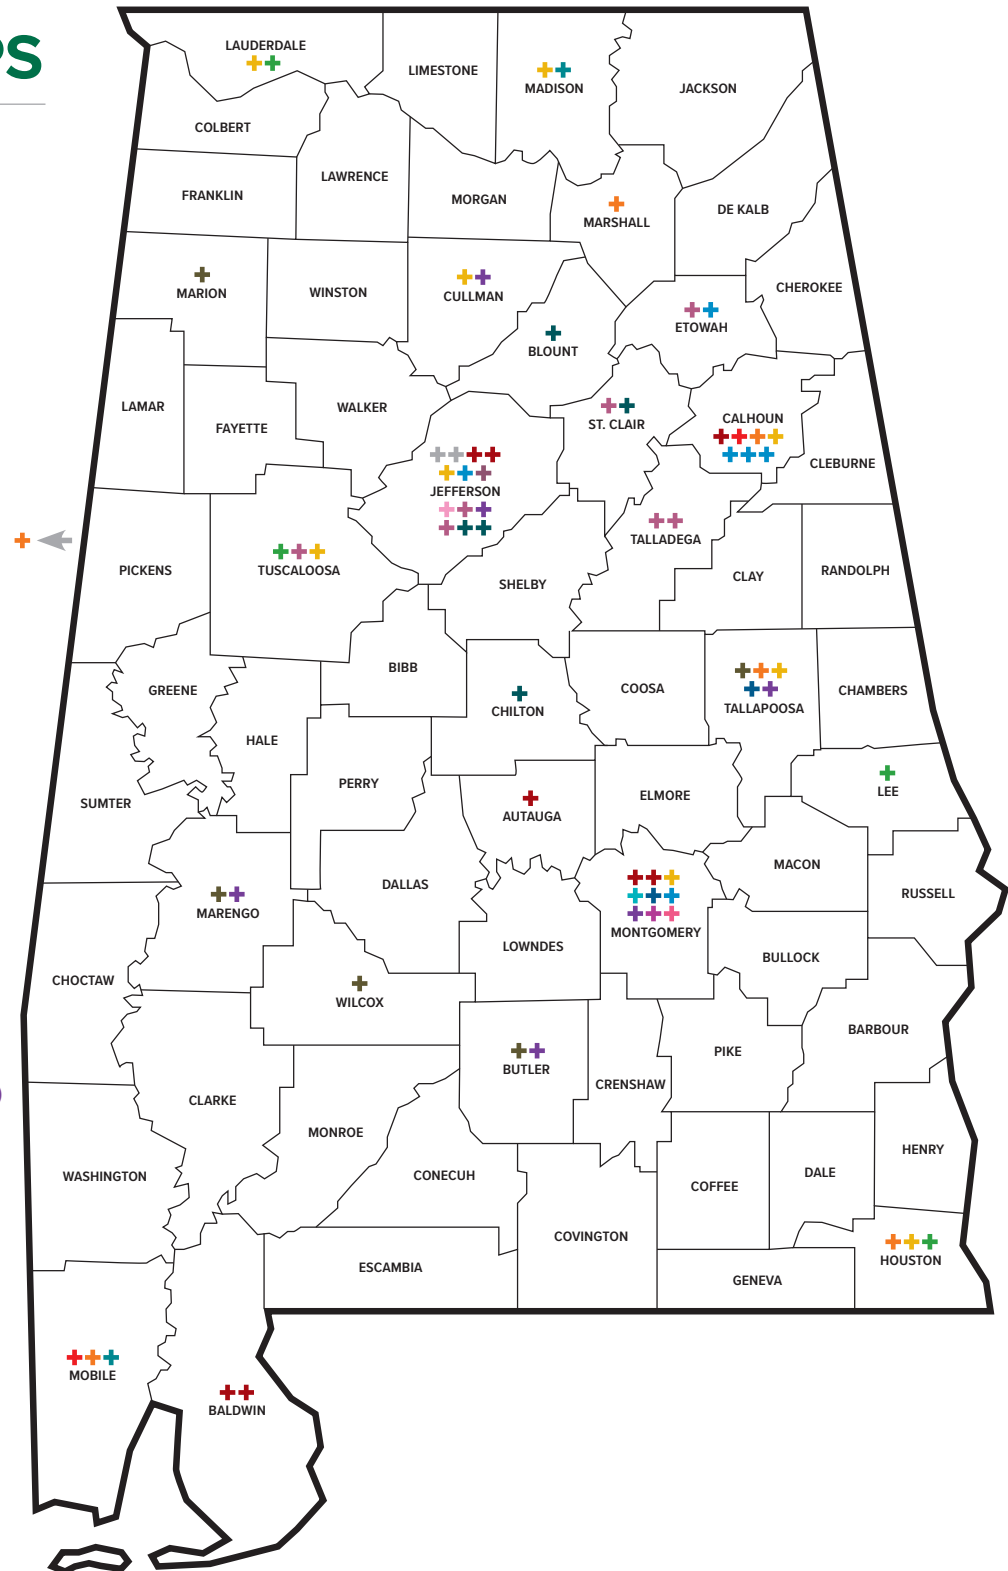 PS
LAUDERDALE
LIMESTONE
MADISON
JACKSON
COLBERT
LAWRENCE
FRANKLIN
MORGAN
MARSHALL
DE KALB
MARION
WINSTON
CULLMAN
CHEROKEE
ETOWAH
BLOUNT
LAMAR
FAYETTE
WALKER
ST. CLAIR
CALHOUN
CLEBURNE
JEFFERSON
TALLADEGA
PICKENS
TUSCALOOSA
SHELBY
CLAY
RANDOLPH
BIBB
GREENE
HALE
CHILTON
COOSA
TALLAPOOSA
CHAMBERS
SUMTER
PERRY
AUTAUGA
ELMORE
LEE
DALLAS
MACON
RUSSELL
MARENGO
LOWNDES
MONTGOMERY
BULLOCK
CHOCTAW
WILCOX
BARBOUR
BUTLER
PIKE
CLARKE
CRENSHAW
MONROE
HENRY
WASHINGTON
CONECUH
COFFEE
DALE
COVINGTON
ESCAMBIA
HOUSTON
GENEVA
MOBILE
BALDWIN